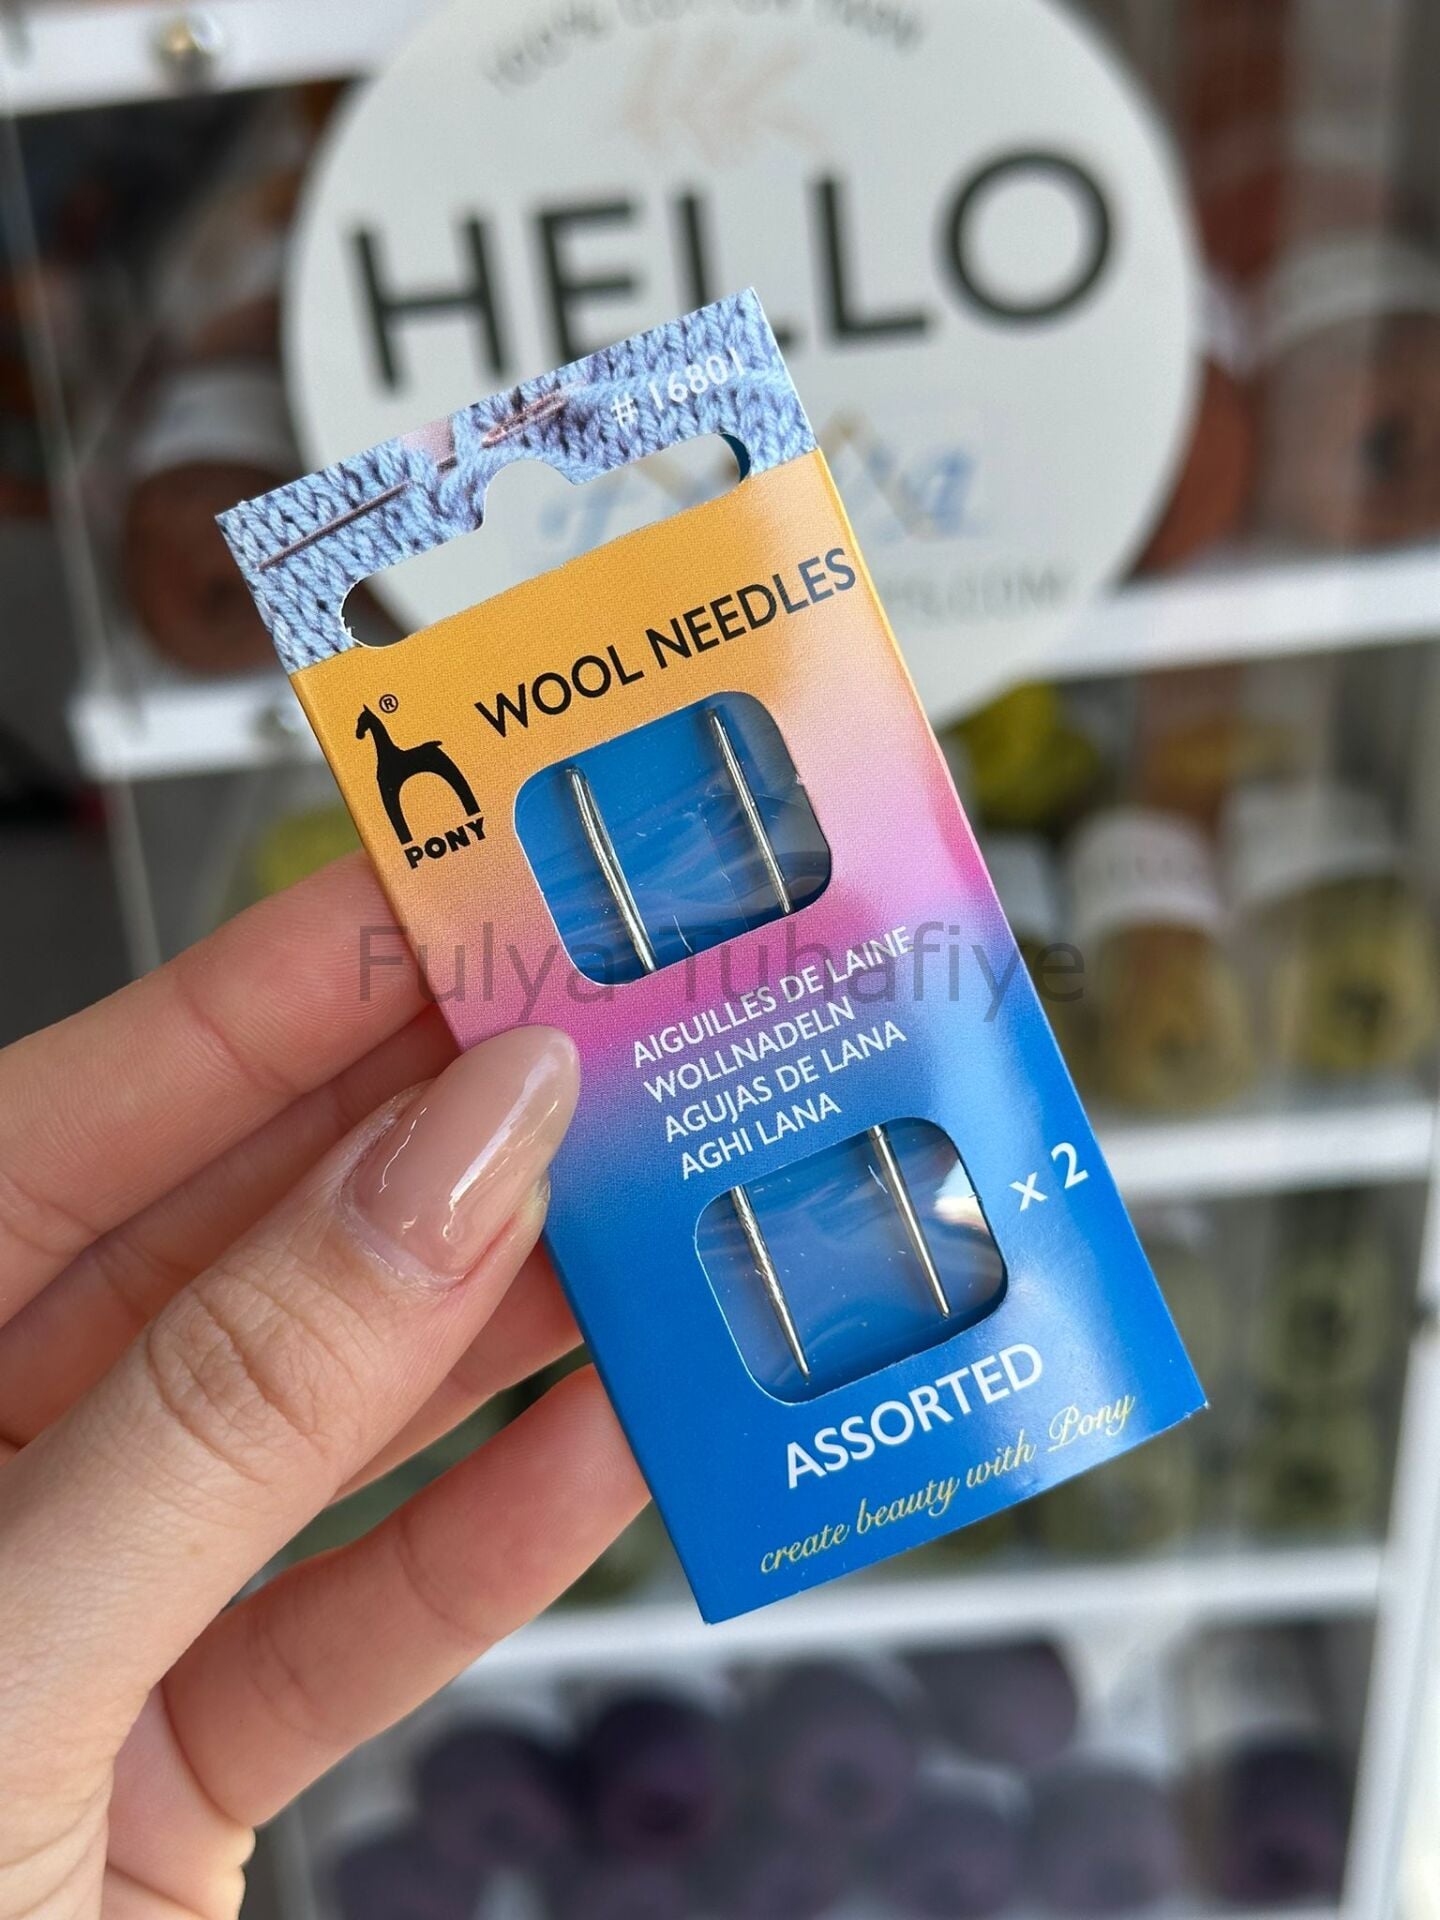 HELLO
# 16801
WOOL NEEDLES
®
PONY
Fulya Tuhafiye
AIGUILLES DE LAINE
WOLLNADELN
AGUJAS DE LANA
AGHI LANA
x 2
ASSORTED
create beauty with Pony